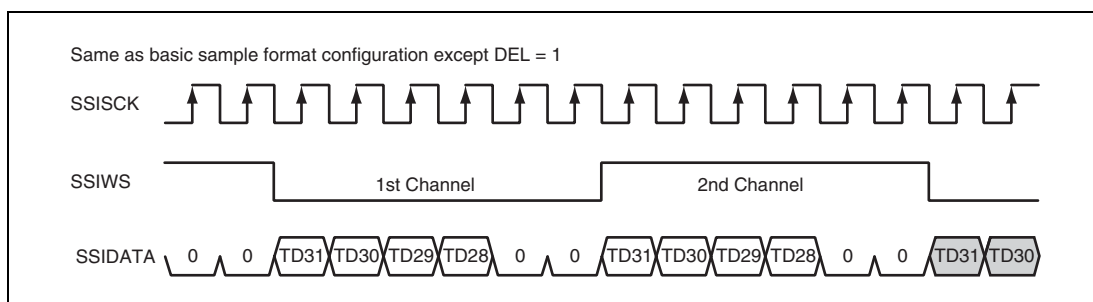 Same as basic sample format configuration except DEL = 1
SSISCK
SSIWS 1st Channel 2nd Channel
SSIDATA 0 0 TD31 TD30 TD29 TD28 0 0 TD31 TD30 TD29 TD28 0 0 TD31 TD30